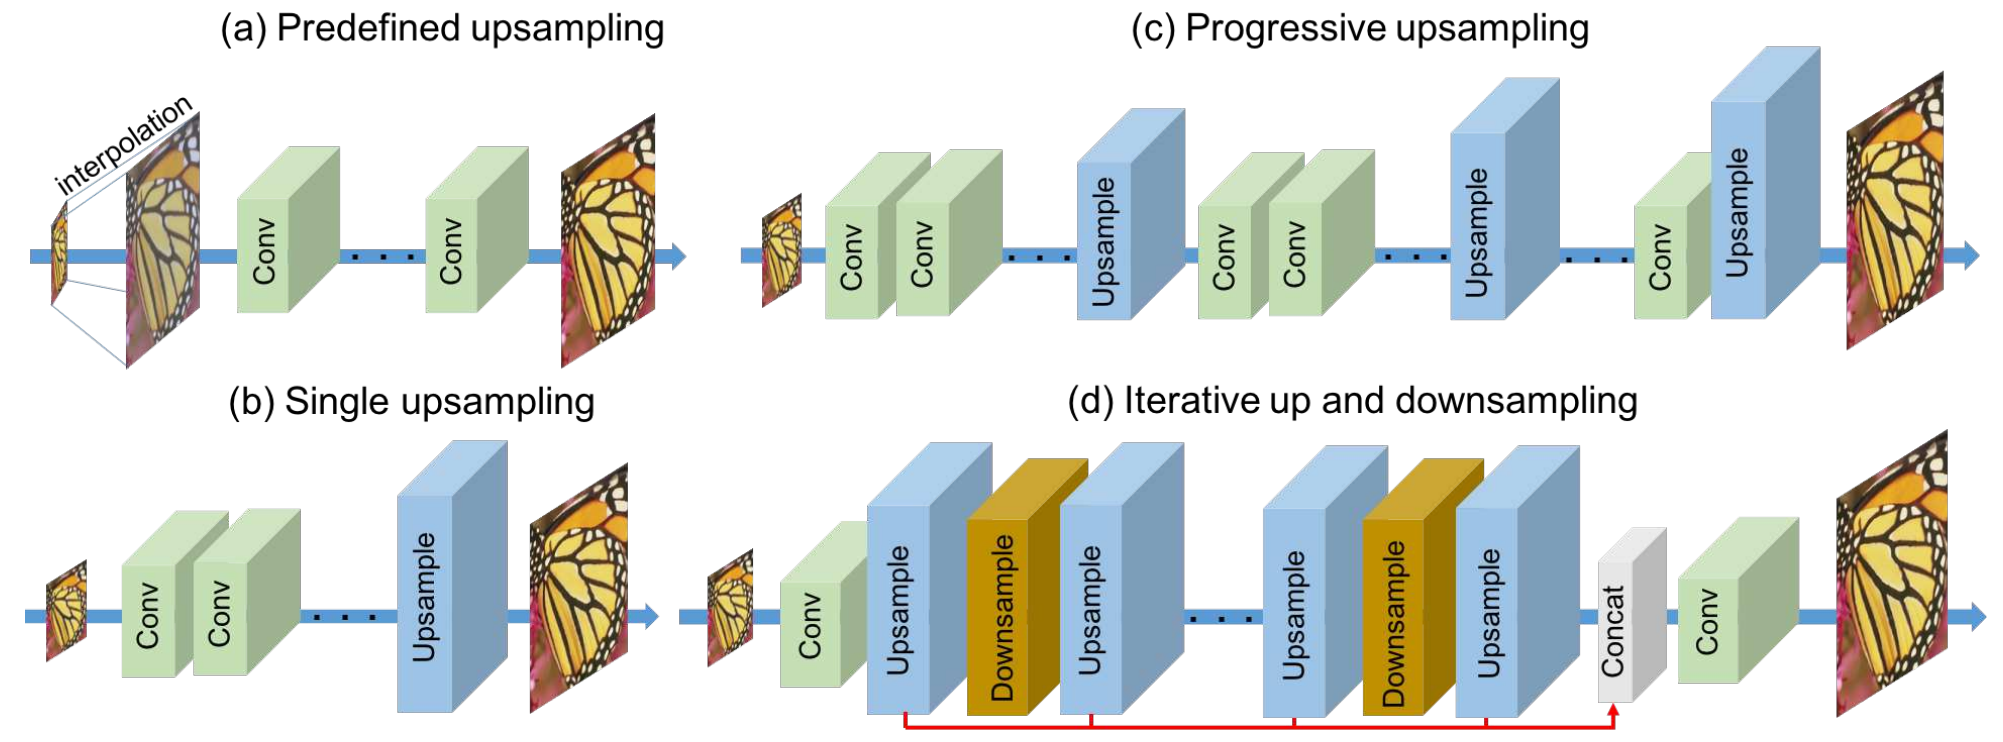 (a) Predefined upsampling
interpolation
Conv
. . .
Conv
(b) Single upsampling
Conv
Conv
. . .
Upsample
(c) Progressive upsampling
Conv
Conv
. . .
Upsample
Conv
Conv
. . .
Upsample
. . .
Conv
Upsample
(d) Iterative up and downsampling
Conv
Upsample
Downsample
Upsample
. . .
Upsample
Downsample
Upsample
Concat
Conv